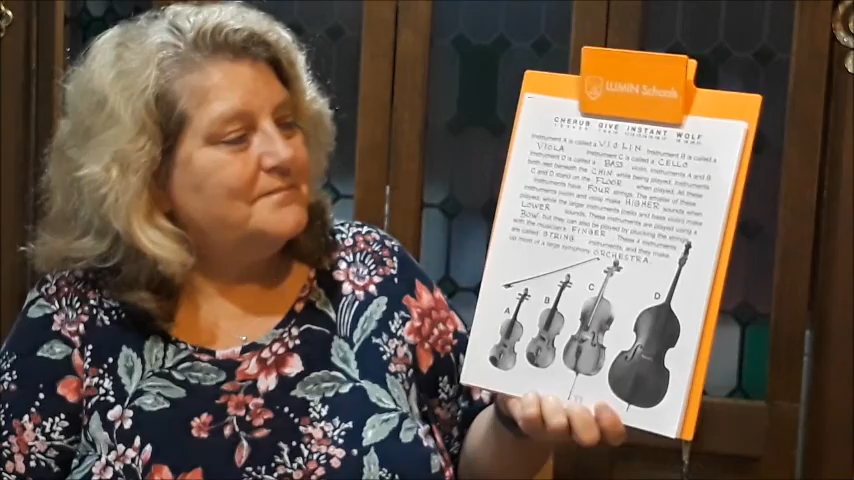 LUMIN Schools
CHERUB GIVE INSTANT WOLF
Instrument A is called a VIOLIN. Instrument B is called a
VIOLA. Instrument C is called a CELLO.
Instrument D is called a BASS violin. Instruments A and B
both rest beneath the CHIN while being played. Instruments
C and D stand on the FLOOR when played. All these
instruments have FOUR strings. The smaller of these
(violin and viola) make HIGHER sounds when
played, while the larger instruments (cello and bass violin) make
LOWER sounds. These instruments are played using a
BOW, but they can also be played by plucking the strings
with the musician's FINGER. These 4 instruments
are called STRING instruments, and they make
up most of a large symphony ORCHESTRA.
A
B
C
D